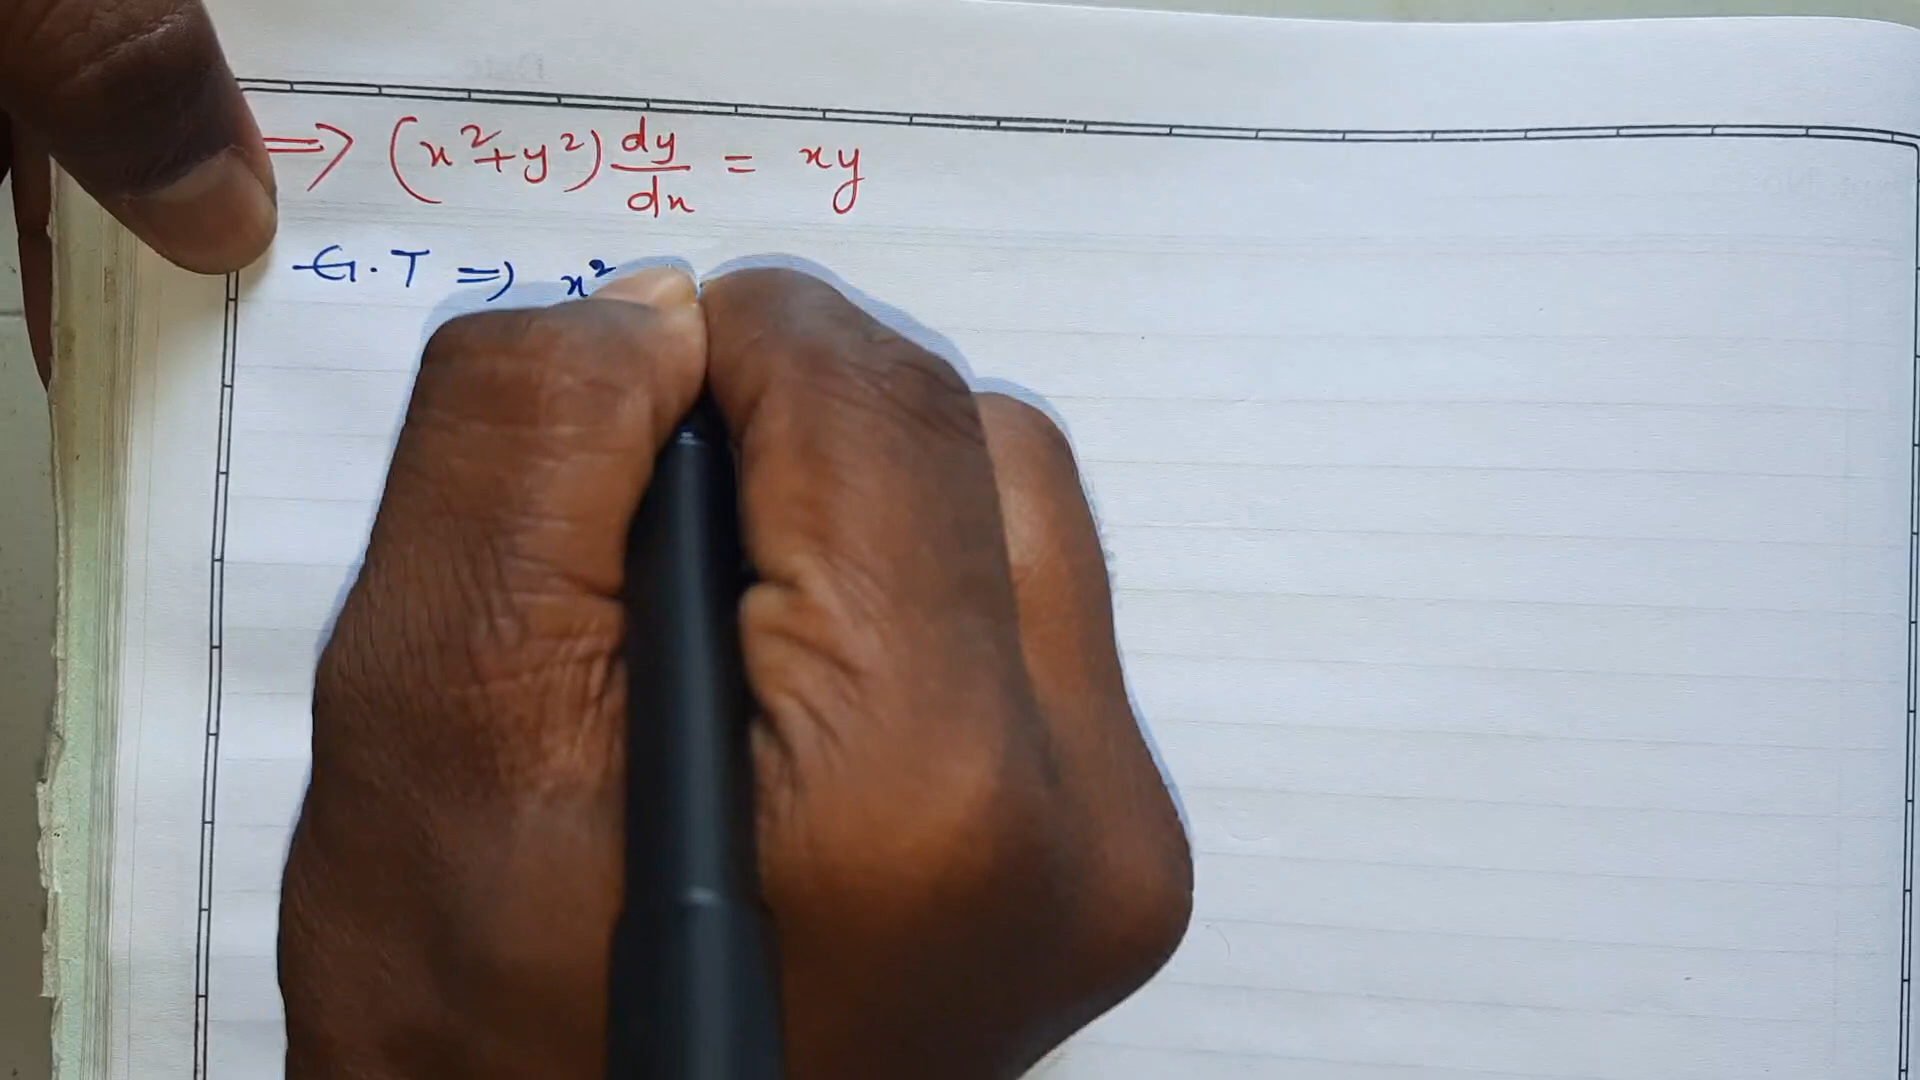 ⇒ (x²+y²) dy/dx = xy
G.T ⇒ x²